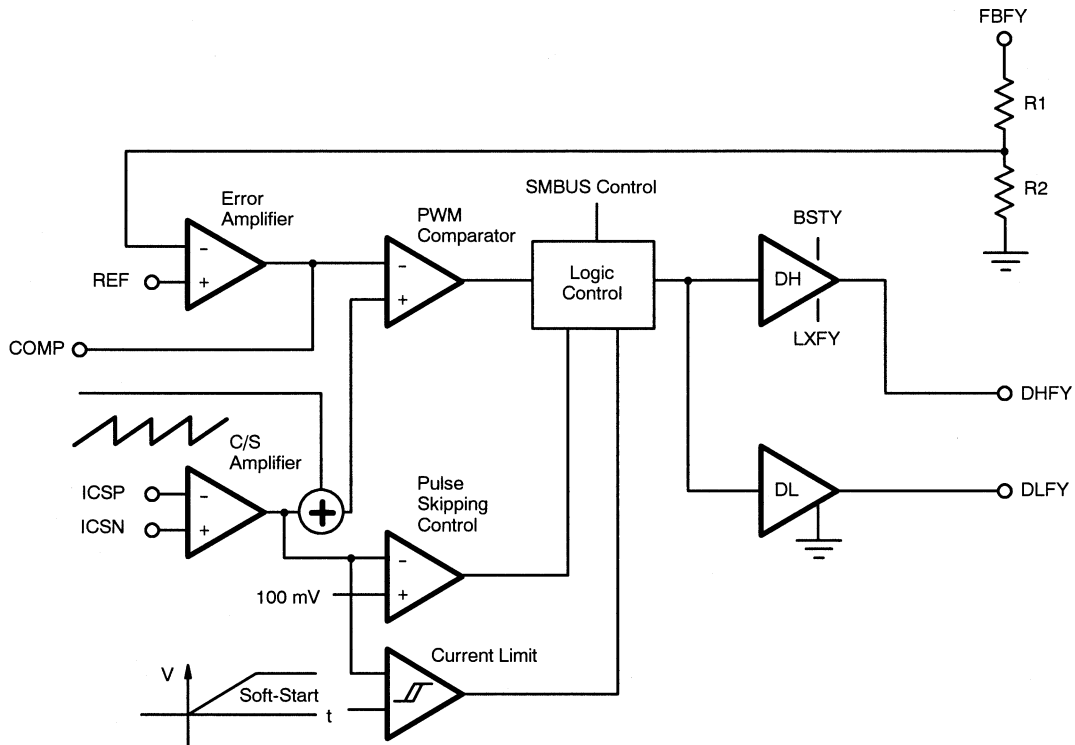 FBFY
R1
R2
SMBUS Control
Error
Amplifier
PWM
Comparator
BSTY
−
+
REF
−
+
Logic
Control
DH
LXFY
COMP
DHFY
C/S
Amplifier
ICSP
−
ICSN
+
+
Pulse
Skipping
Control
DL
DLFY
−
+
100 mV
Current Limit
V
Soft-Start
t